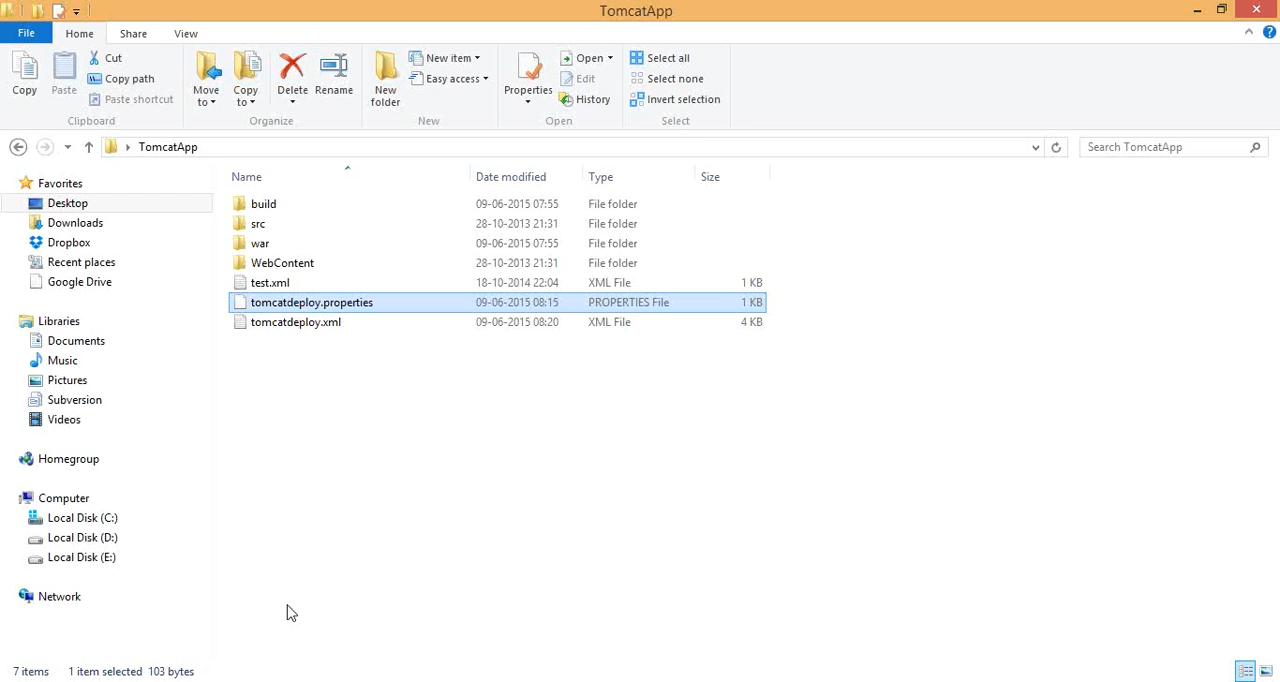 TomcatApp
File Home Share View
Copy Paste Cut Copy path Paste shortcut Move to Copy to Delete Rename New folder New item Easy access Properties Open Edit History Select all Select none Invert selection
Clipboard Organize New Open Select
TomcatApp Search TomcatApp
Name Date modified Type Size
build 09-06-2015 07:55 File folder
src 28-10-2013 21:31 File folder
war 09-06-2015 07:55 File folder
WebContent 28-10-2013 21:31 File folder
test.xml 18-10-2014 22:04 XML File 1 KB
tomcatdeploy.properties 09-06-2015 08:15 PROPERTIES File 1 KB
tomcatdeploy.xml 09-06-2015 08:20 XML File 4 KB
Favorites
Desktop
Downloads
Dropbox
Recent places
Google Drive
Libraries
Documents
Music
Pictures
Subversion
Videos
Homegroup
Computer
Local Disk (C:)
Local Disk (D:)
Local Disk (E:)
Network
7 items 1 item selected 103 bytes